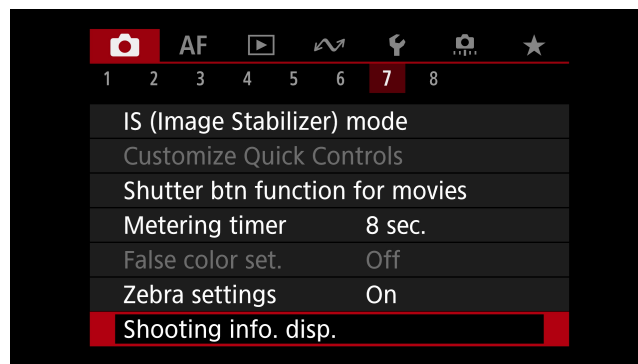 AF
1 2 3 4 5 6 7 8
IS (Image Stabilizer) mode
Customize Quick Controls
Shutter btn function for movies
Metering timer 8 sec.
False color set. Off
Zebra settings On
Shooting info. disp.